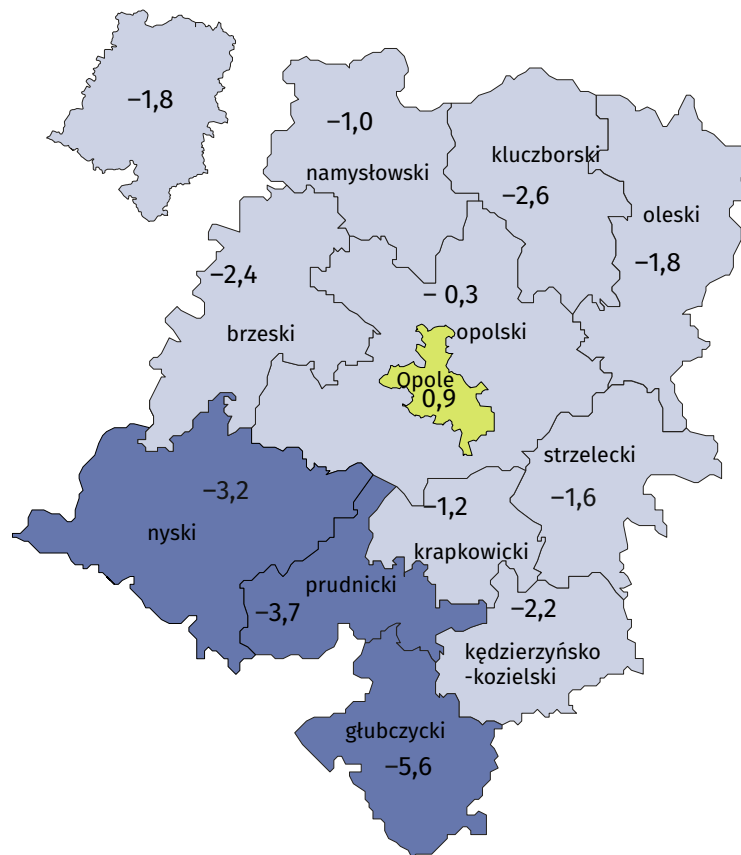 −1,8
−1,0
namysłowski
kluczborski
−2,6
oleski
−1,8
−2,4
brzeski
− 0,3
opolski
Opole
0,9
strzelecki
−1,6
−3,2
nyski
−1,2
krapkowicki
prudnicki
−3,7
−2,2
kędzierzyńsko
-kozielski
głubczycki
−5,6